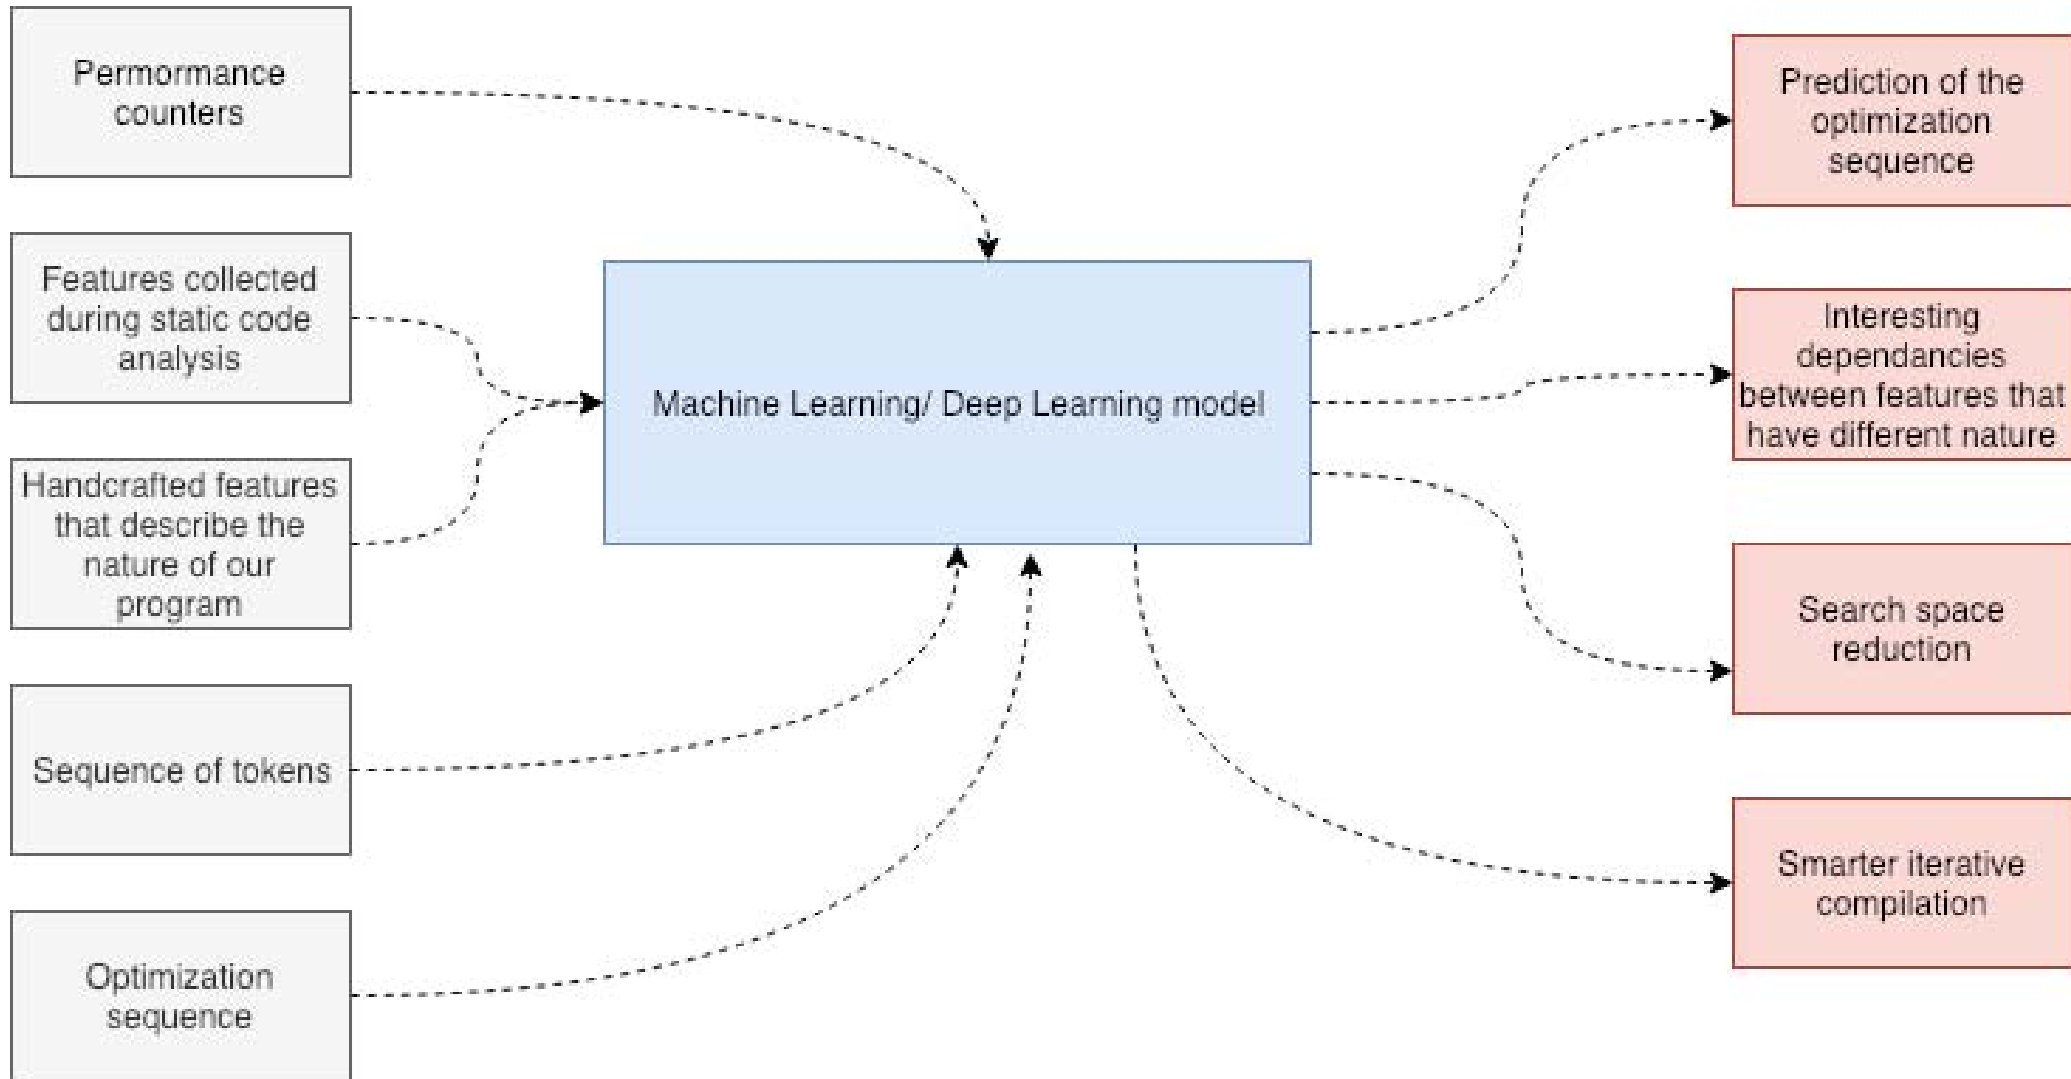 Permormance
counters
Features collected
during static code
analysis
Handcrafted features
that describe the
nature of our
program
Sequence of tokens
Optimization
sequence
Machine Learning/ Deep Learning model
Prediction of the
optimization
sequence
Interesting
dependancies
between features that
have different nature
Search space
reduction
Smarter iterative
compilation